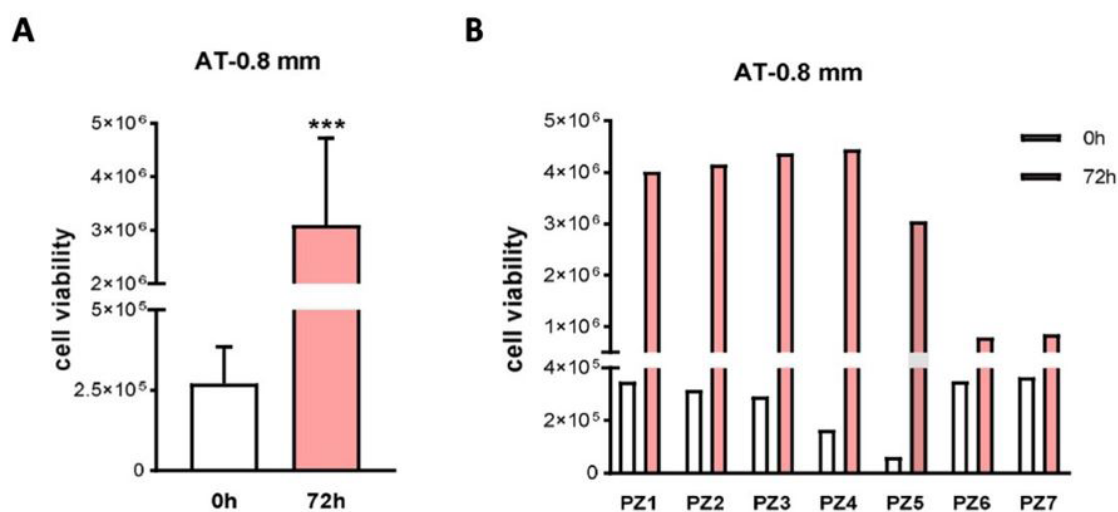 A
AT-0.8 mm
cell viability
5×10⁶
4×10⁶
3×10⁶
2×10⁶
5×10⁵
2.5×10⁵
0
***
0h
72h
B
AT-0.8 mm
cell viability
5×10⁶
4×10⁶
3×10⁶
2×10⁶
1×10⁶
4×10⁵
2×10⁵
0
PZ1 PZ2 PZ3 PZ4 PZ5 PZ6 PZ7
0h
72h